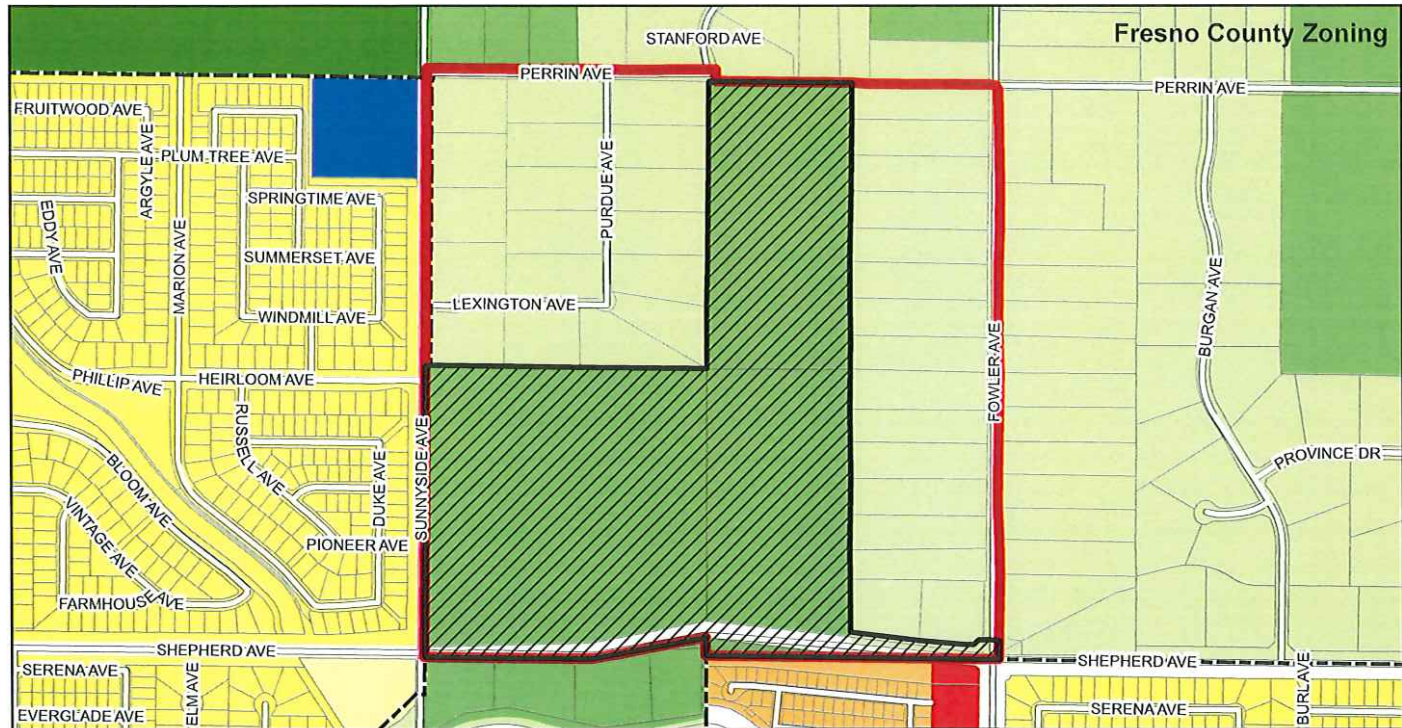 Fresno County Zoning
STANFORD AVE
PERRIN AVE
PERRIN AVE
FRUITWOOD AVE
ARGYLE AVE
PLUM TREE AVE
SPRINGTIME AVE
EDDY AVE
MARION AVE
SUMMERSET AVE
PURDUE AVE
WINDMILL AVE
LEXINGTON AVE
BURGAN AVE
PHILLIP AVE
HEIRLOOM AVE
FOWLER AVE
RUSSELL AVE
SUNNYSIDE AVE
BLOOM AVE
DUKE AVE
PROVINCE DR
VINTAGE AVE
PIONEER AVE
FARMHOUSE AVE
SHEPHERD AVE
SHEPHERD AVE
SERENA AVE
ELM AVE
SERENA AVE
BURL AVE
EVERGLADE AVE